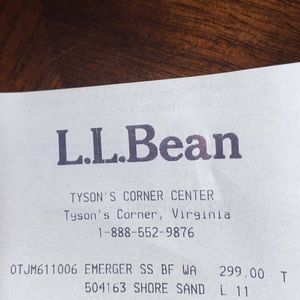 L.L.Bean
TYSON'S CORNER CENTER
Tyson's Corner, Virginia
1-888-552-9876
0TJM611006 EMERGER SS BF WA 299.00 T
504163 SHORE SAND L 11